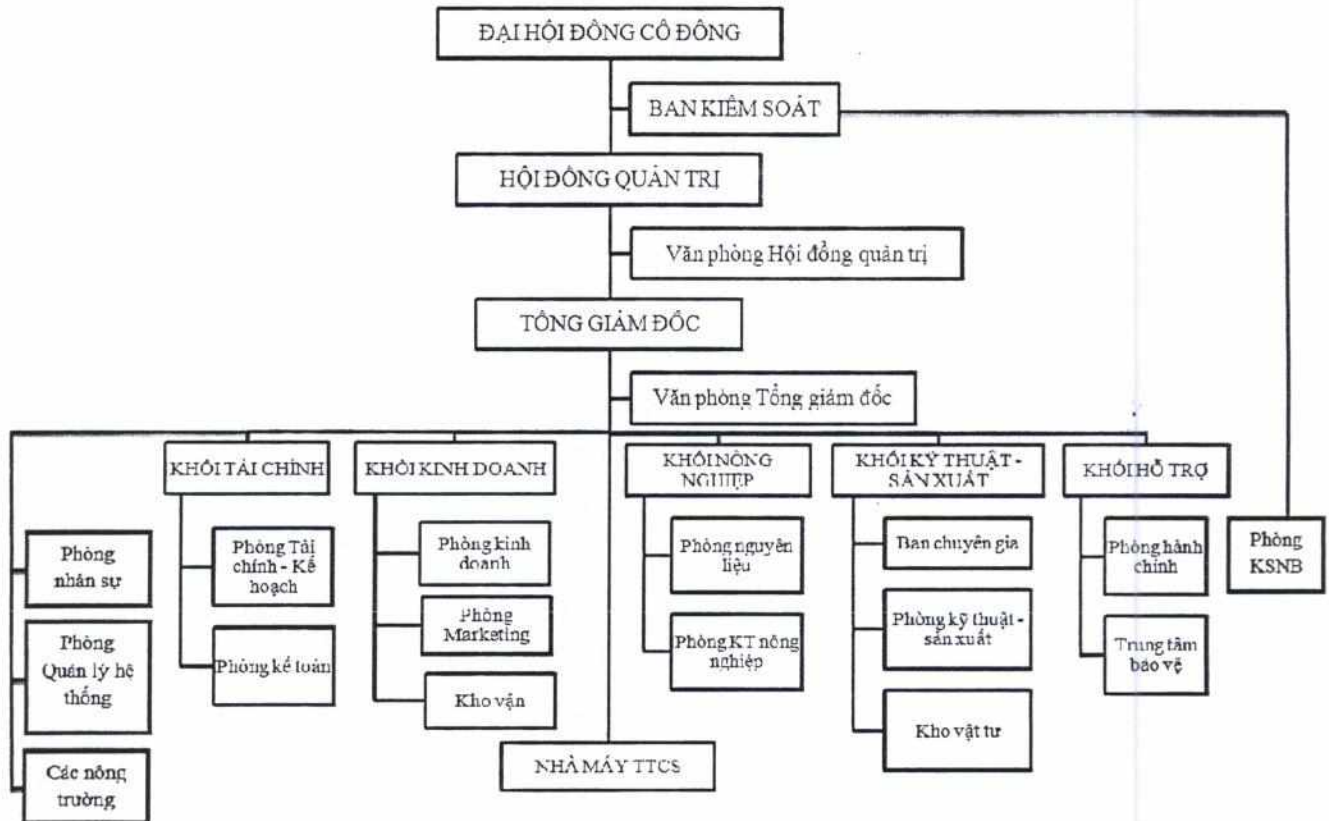 ĐẠI HỘI ĐỒNG CỔ ĐÔNG
BAN KIỂM SOÁT
HỘI ĐỒNG QUẢN TRỊ
Văn phòng Hội đồng quản trị
TỔNG GIÁM ĐỐC
Văn phòng Tổng giám đốc
KHỐI TÀI CHÍNH
KHỐI KINH DOANH
KHỐI NÔNG
NGHIỆP
KHỐI KỸ THUẬT -
SẢN XUẤT
KHỐI HỖ TRỢ
Phòng
nhân sự
Phòng
Quản lý hệ
thống
Các nông
trường
Phòng Tài
chính - Kế
hoạch
Phòng kế toán
Phòng kinh
doanh
Phòng
Marketing
Kho vận
NHÀ MÁY TTCS
Phòng nguyên
liệu
Phòng KT nông
nghiệp
Ban chuyên gia
Phòng kỹ thuật -
sản xuất
Kho vật tư
Phòng hành
chính
Trung tâm
bảo vệ
Phòng
KSNB